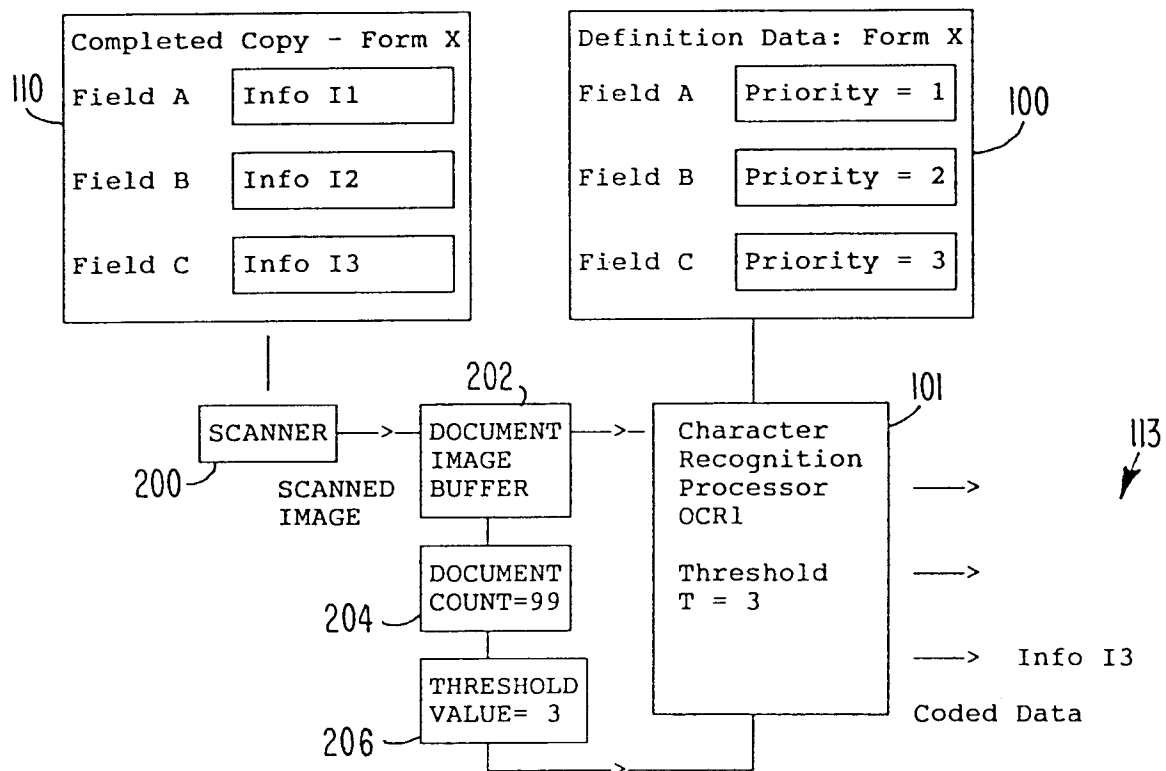 Completed Copy - Form X
Field A Info I1
Field B Info I2
Field C Info I3
110
Definition Data: Form X
Field A Priority = 1
Field B Priority = 2
Field C Priority = 3
100
SCANNER
200
SCANNED
IMAGE
202
DOCUMENT
IMAGE
BUFFER
DOCUMENT
COUNT=99
204
THRESHOLD
VALUE= 3
206
101
Character
Recognition
Processor
OCR1
Threshold
T = 3
113
Info I3
Coded Data